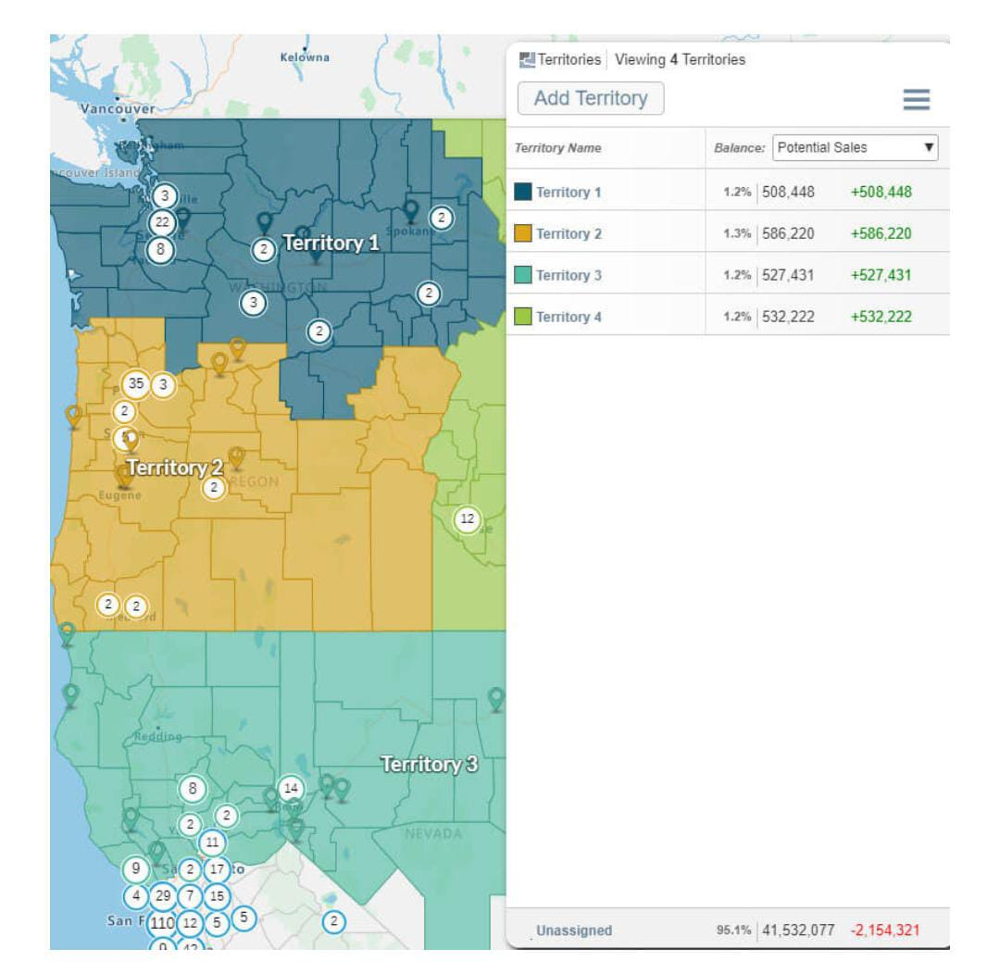 Territories Viewing 4 Territories
Add Territory
Territory Name Balance: Potential Sales
Territory 1 1.2% 508,448 +508,448
Territory 2 1.3% 586,220 +586,220
Territory 3 1.2% 527,431 +527,431
Territory 4 1.2% 532,222 +532,222
Unassigned 95.1% 41,532,077 -2,154,321
Kelowna
Vancouver
3
22
8
2
Spokane
2
Territory 1
WASHINGTON
3
2
2
35
3
2
5
Territory 2
2
OREGON
Eugene
12
2
2
Redding
Territory 3
8
14
2
2
11
NEVADA
9
2
17
4
29
7
15
San F
110
12
5
5
2
9
42